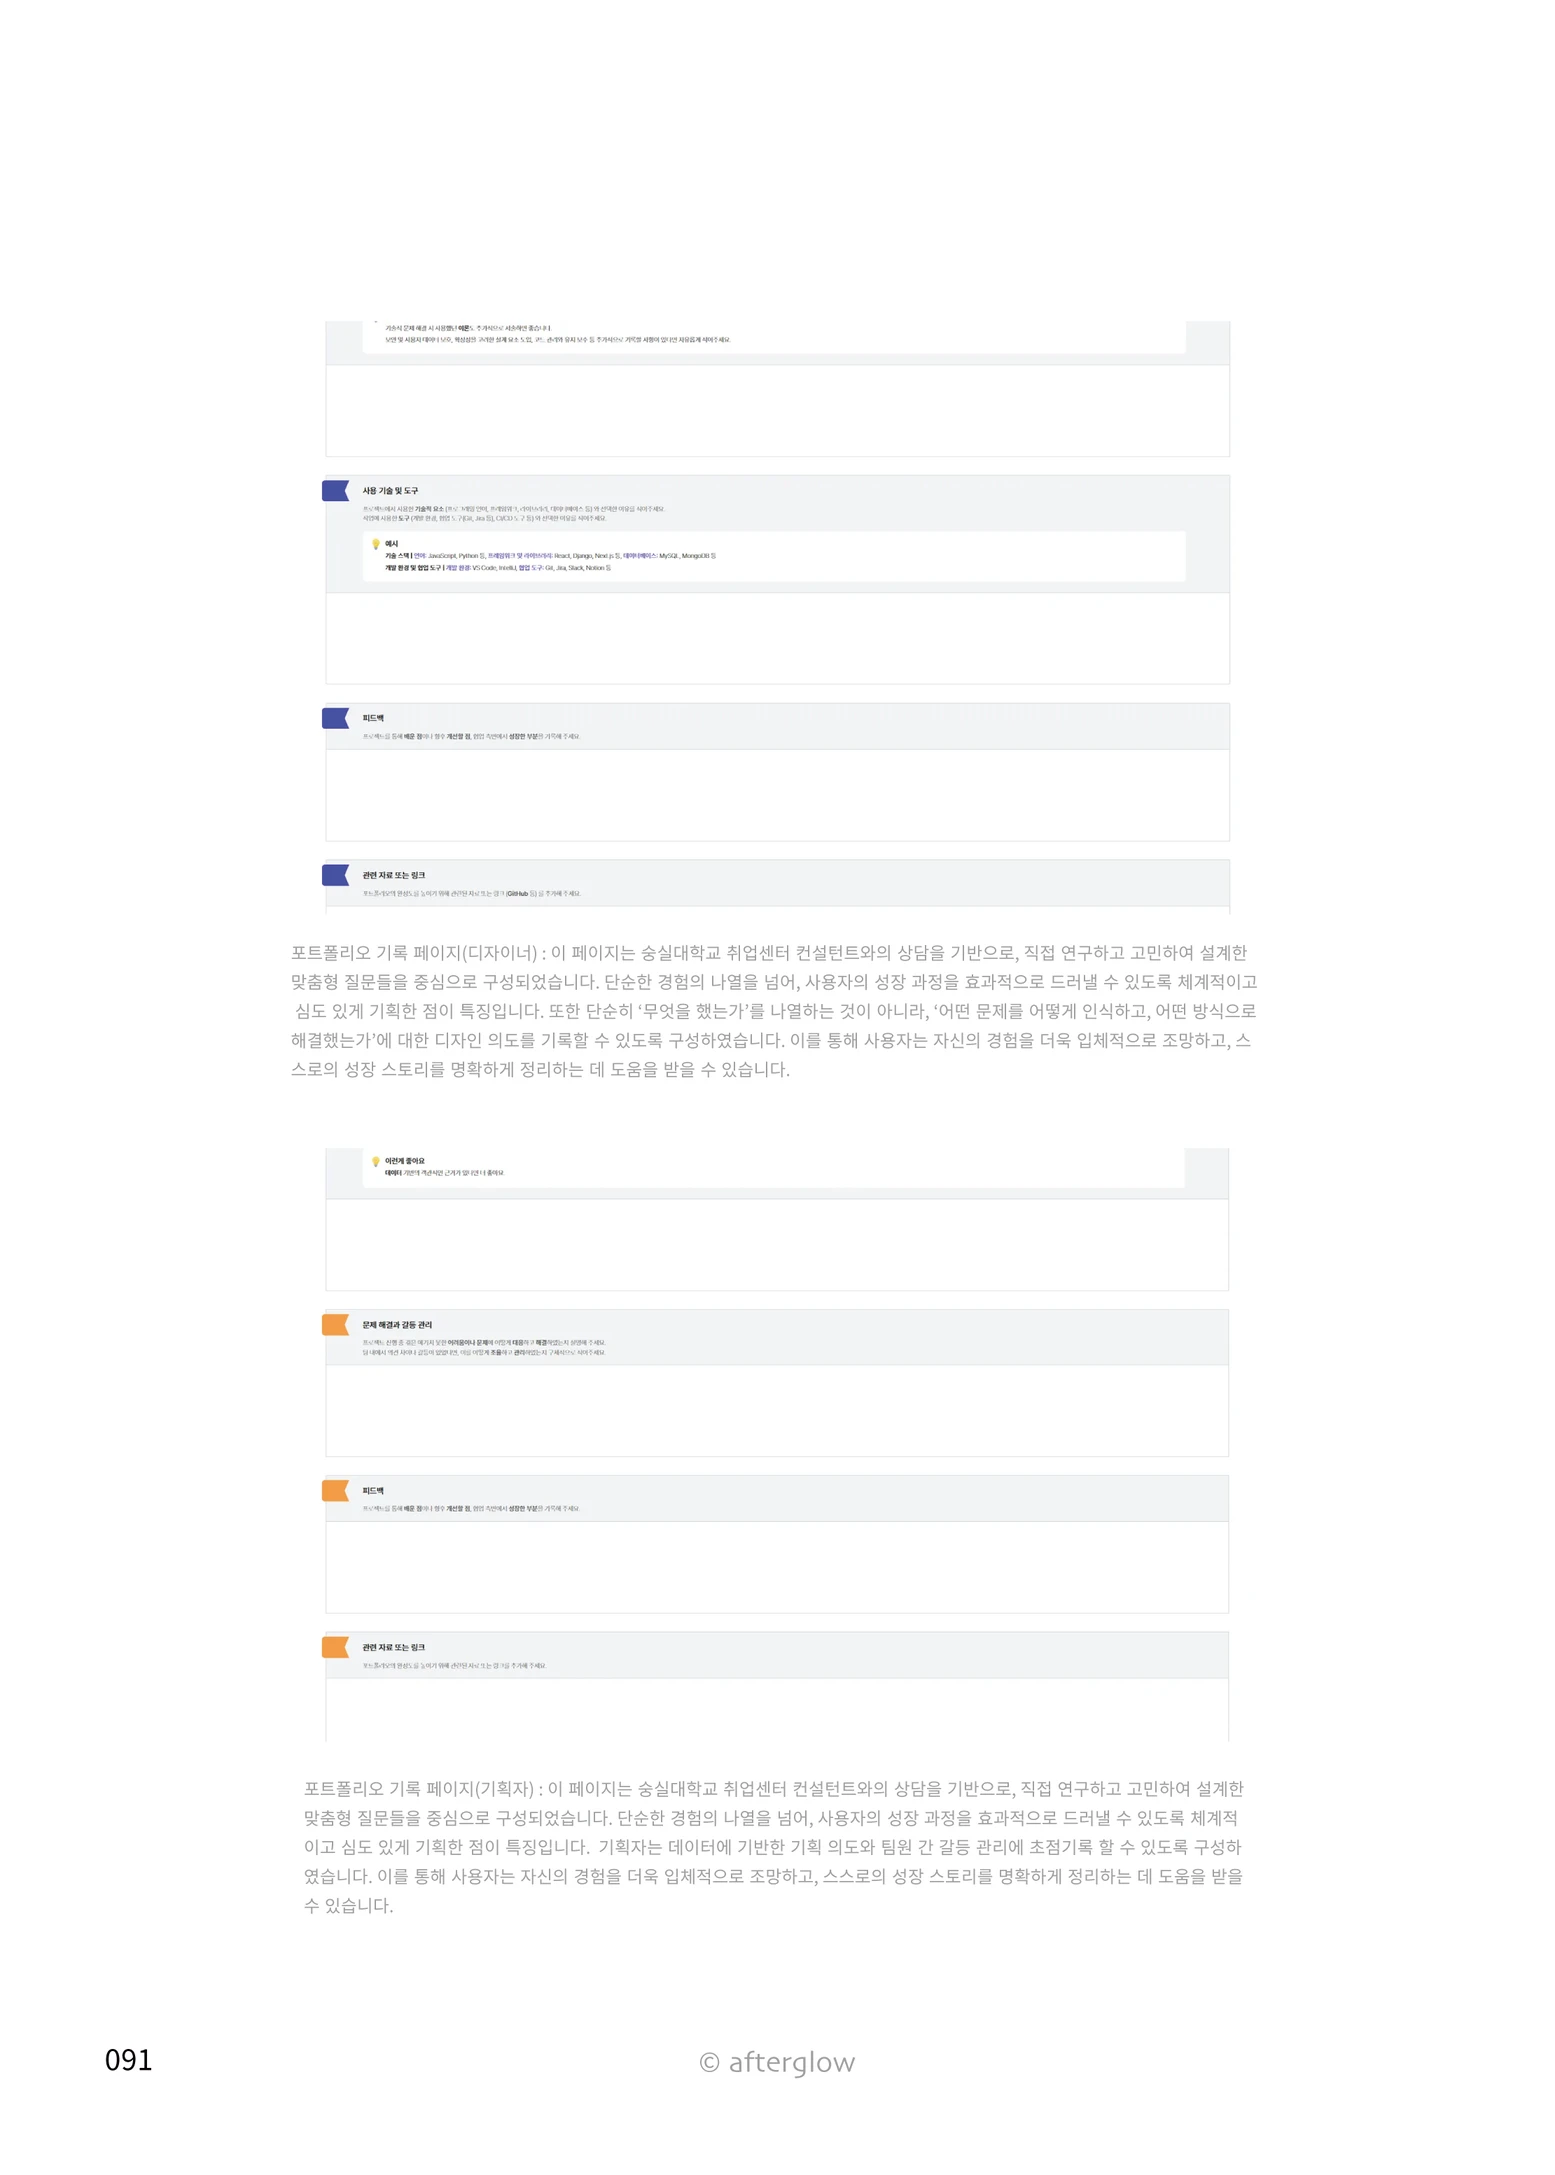 기술식 문제 해결 시 사용했던 이론도 추가식으로 서술하면 좋습니다.
보안 및 사용자 데이터 보호, 확장성을 고려한 설계 요소 도입, 코드 관리와 유지 보수 등 추가식으로 기록할 사항이 있다면 자유롭게 적어주세요.
사용 기술 및 도구
프로젝트에서 사용한 기술적 요소 (프로그래밍 언어, 프레임워크, 라이브러리, 데이터베이스 등) 와 선택한 이유를 적어주세요.
작업에 사용한 도구 (개발 환경, 협업 도구(Git, Jira 등), CI/CD 도구 등) 와 선택한 이유를 적어주세요.
예시
기술 스택 | 언어: JavaScript, Python 등, 프레임워크 및 라이브러리: React, Django, Next.js 등, 데이터베이스: MySQL, MongoDB 등
개발 환경 및 협업 도구 | 개발 환경: VS Code, IntelliJ, 협업 도구: Git, Jira, Slack, Notion 등
피드백
프로젝트를 통해 배운 점이나 향후 개선할 점, 협업 측면에서 성장한 부분을 기록해 주세요.
관련 자료 또는 링크
포트폴리오의 완성도를 높이기 위해 관련된 자료 또는 링크 (GitHub 등) 를 추가해 주세요.
포트폴리오 기록 페이지(디자이너) : 이 페이지는 숭실대학교 취업센터 컨설턴트와의 상담을 기반으로, 직접 연구하고 고민하여 설계한
맞춤형 질문들을 중심으로 구성되었습니다. 단순한 경험의 나열을 넘어, 사용자의 성장 과정을 효과적으로 드러낼 수 있도록 체계적이고
심도 있게 기획한 점이 특징입니다. 또한 단순히 ‘무엇을 했는가’를 나열하는 것이 아니라, ‘어떤 문제를 어떻게 인식하고, 어떤 방식으로
해결했는가’에 대한 디자인 의도를 기록할 수 있도록 구성하였습니다. 이를 통해 사용자는 자신의 경험을 더욱 입체적으로 조망하고, 스
스로의 성장 스토리를 명확하게 정리하는 데 도움을 받을 수 있습니다.
이런게 좋아요
데이터 기반의 객관적인 근거가 있다면 더 좋아요.
문제 해결과 갈등 관리
프로젝트 진행 중 겪은 예기치 못한 어려움이나 문제에 어떻게 대응하고 해결하였는지 설명해 주세요.
팀 내에서 의견 차이나 갈등이 있었다면, 이를 어떻게 조율하고 관리하였는지 구체적으로 적어주세요.
피드백
프로젝트를 통해 배운 점이나 향후 개선할 점, 협업 측면에서 성장한 부분을 기록해 주세요.
관련 자료 또는 링크
포트폴리오의 완성도를 높이기 위해 관련된 자료 또는 링크를 추가해 주세요.
포트폴리오 기록 페이지(기획자) : 이 페이지는 숭실대학교 취업센터 컨설턴트와의 상담을 기반으로, 직접 연구하고 고민하여 설계한
맞춤형 질문들을 중심으로 구성되었습니다. 단순한 경험의 나열을 넘어, 사용자의 성장 과정을 효과적으로 드러낼 수 있도록 체계적
이고 심도 있게 기획한 점이 특징입니다. 기획자는 데이터에 기반한 기획 의도와 팀원 간 갈등 관리에 초점기록 할 수 있도록 구성하
였습니다. 이를 통해 사용자는 자신의 경험을 더욱 입체적으로 조망하고, 스스로의 성장 스토리를 명확하게 정리하는 데 도움을 받을
수 있습니다.
091
© afterglow